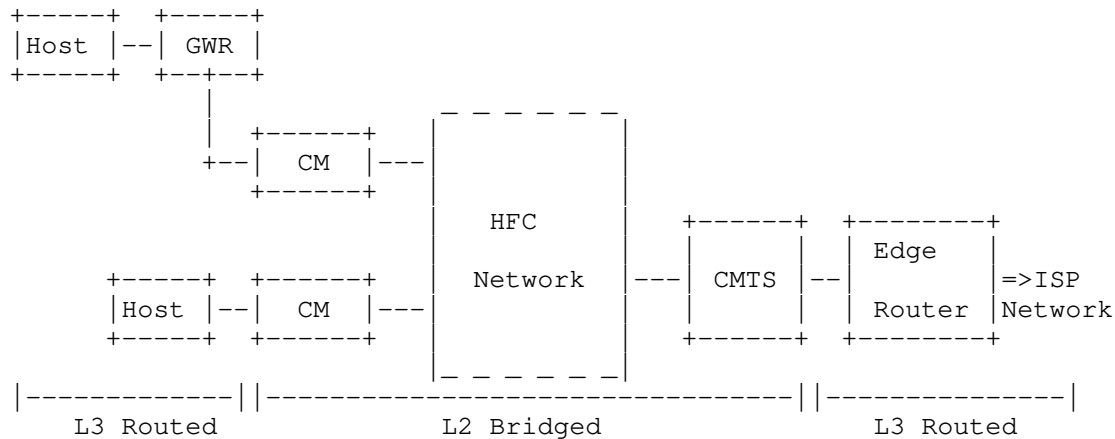 Host GWR
CM
HFC
Edge
Network CMTS =>ISP
Host CM Router Network
L3 Routed L2 Bridged L3 Routed